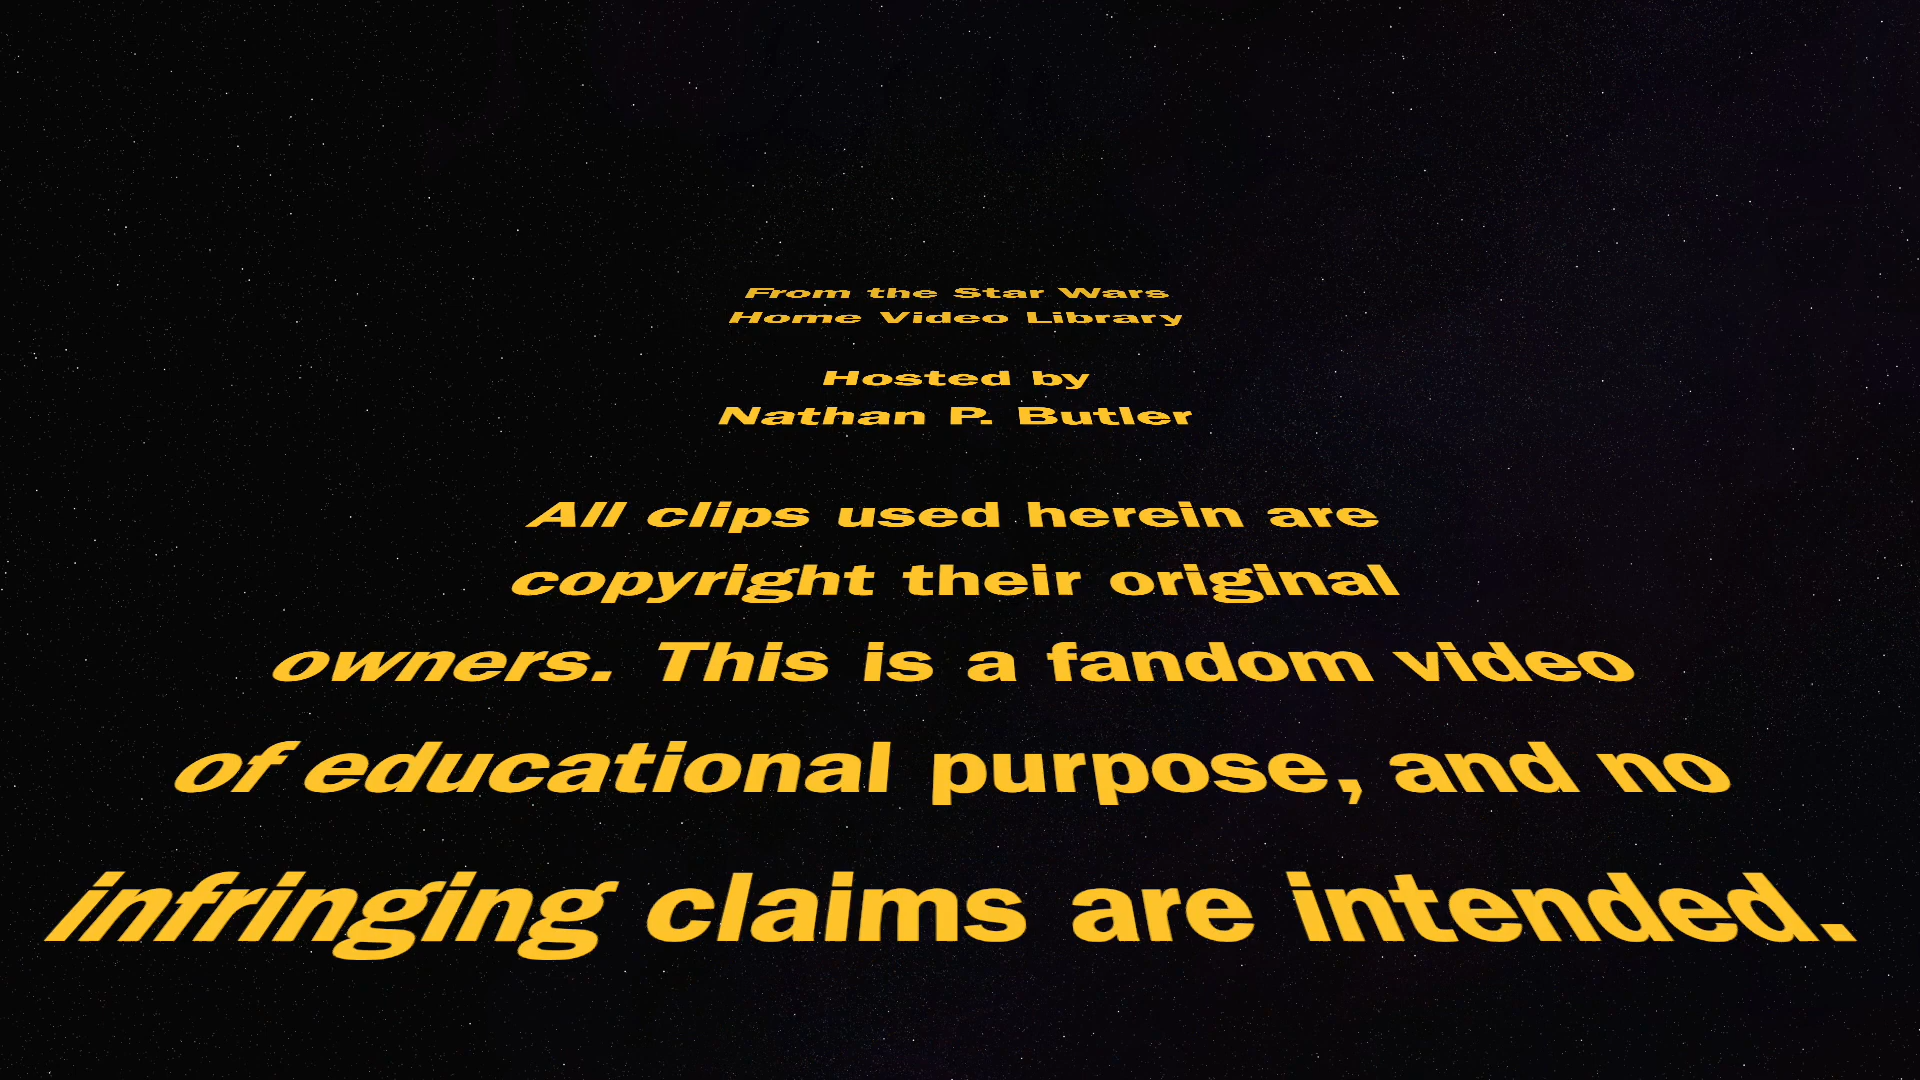 From the Star Wars
Home Video Library
Hosted by
Nathan P. Butler
All clips used herein are
copyright their original
owners. This is a fandom video
of educational purpose, and no
infringing claims are intended.